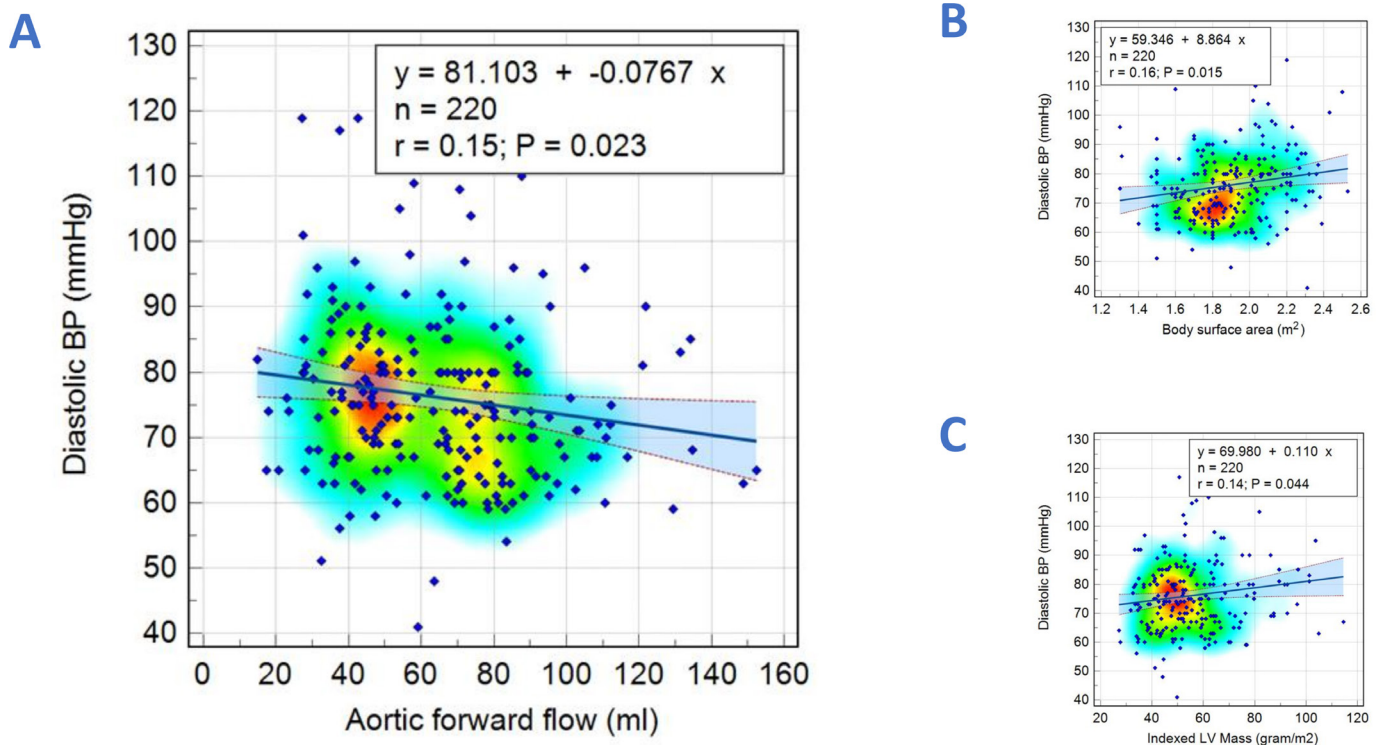 A
y = 81.103 + -0.0767 x
n = 220
r = 0.15; P = 0.023
130
120
110
100
90
80
70
60
50
40
Diastolic BP (mmHg)
0 20 40 60 80 100 120 140 160
Aortic forward flow (ml)
B
y = 59.346 + 8.864 x
n = 220
r = 0.16; P = 0.015
130
120
110
100
90
80
70
60
50
40
Diastolic BP (mmHg)
1.2 1.4 1.6 1.8 2.0 2.2 2.4 2.6
Body surface area (m²)
C
y = 69.980 + 0.110 x
n = 220
r = 0.14; P = 0.044
130
120
110
100
90
80
70
60
50
40
Diastolic BP (mmHg)
20 40 60 80 100 120
Indexed LV Mass (gram/m2)